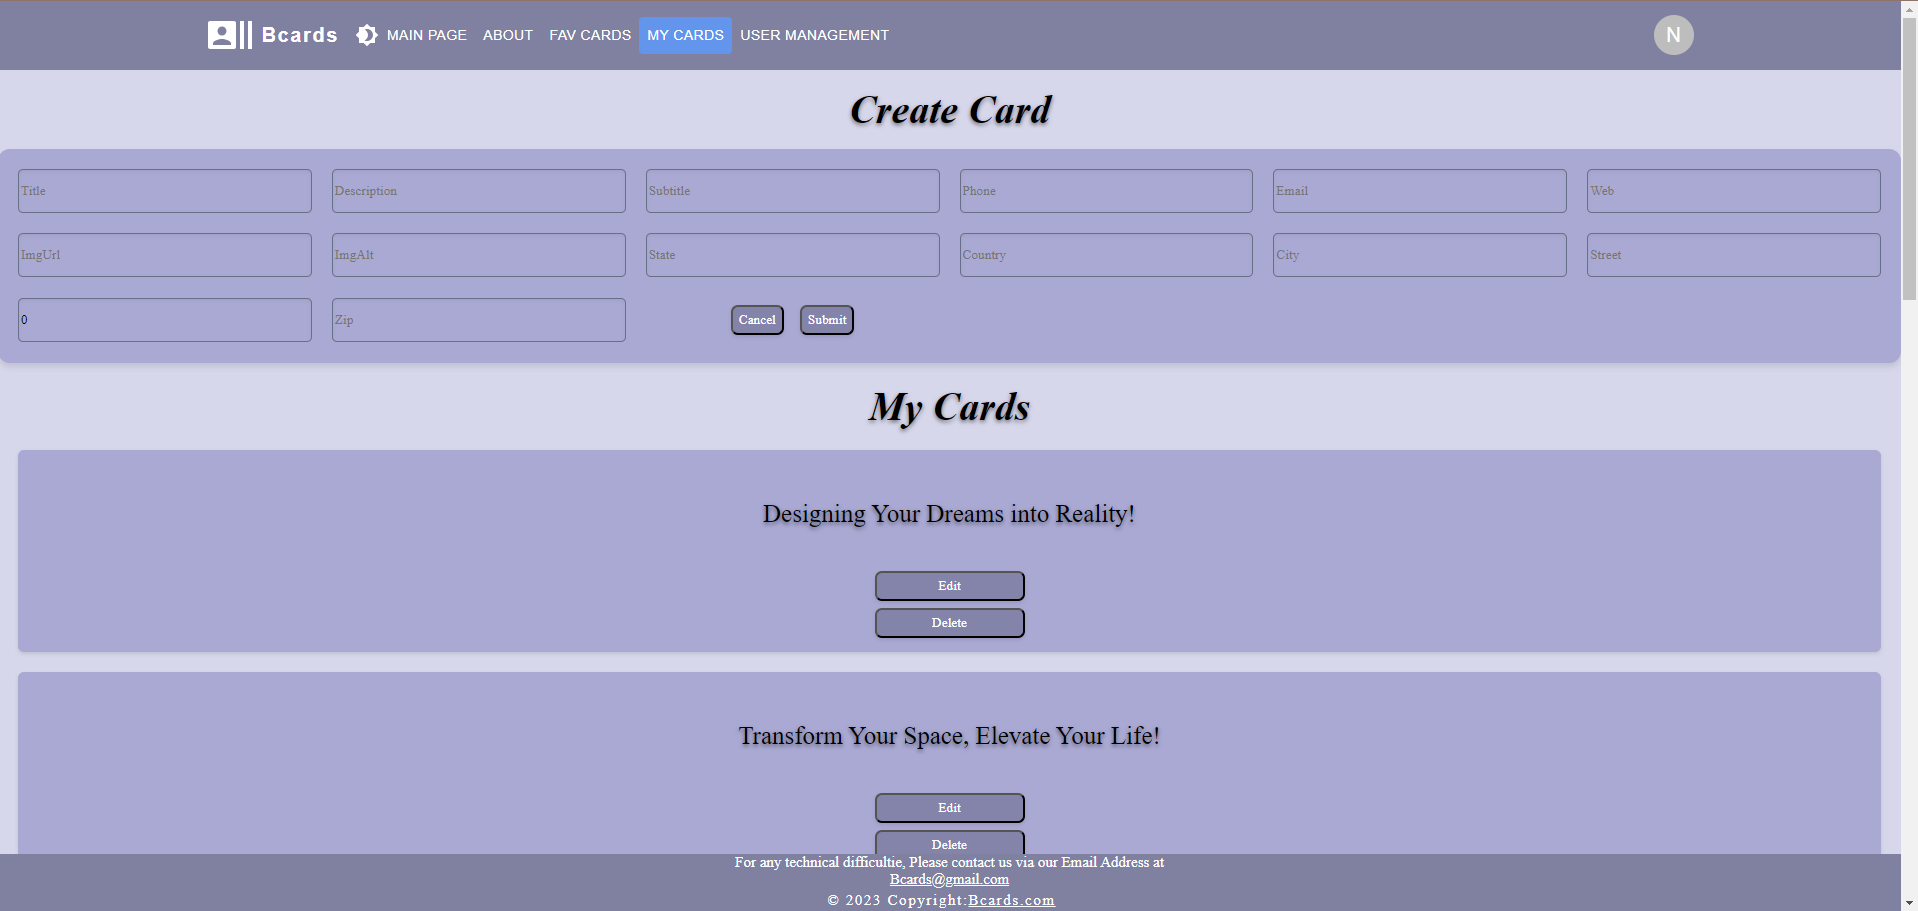 Bcards MAIN PAGE ABOUT FAV CARDS MY CARDS USER MANAGEMENT N
Create Card
Title Description Subtitle Phone Email Web
ImgUrl ImgAlt State Country City Street
0 Zip Cancel Submit
My Cards
Designing Your Dreams into Reality!
Edit
Delete
Transform Your Space, Elevate Your Life!
Edit
Delete
For any technical difficultie, Please contact us via our Email Address at
Bcards@gmail.com
© 2023 Copyright:Bcards.com